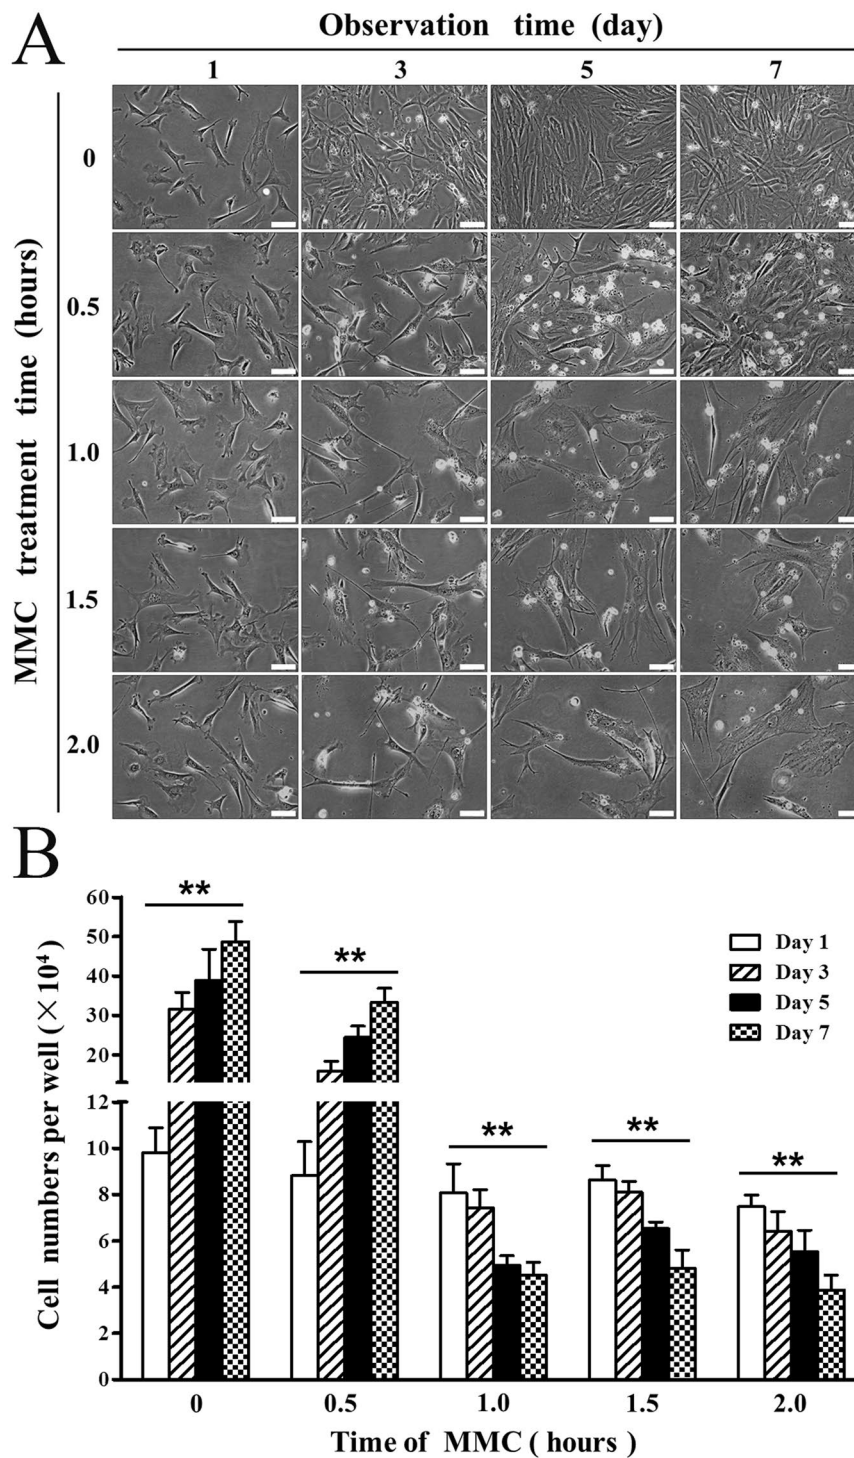 A
Observation time (day)
1 3 5 7
MMC treatment time (hours)
0
0.5
1.0
1.5
2.0
B
Cell numbers per well (×10⁴)
60
50
40
30
20
12
10
8
6
4
2
0
**
**
**
**
**
Day 1
Day 3
Day 5
Day 7
0 0.5 1.0 1.5 2.0
Time of MMC ( hours )